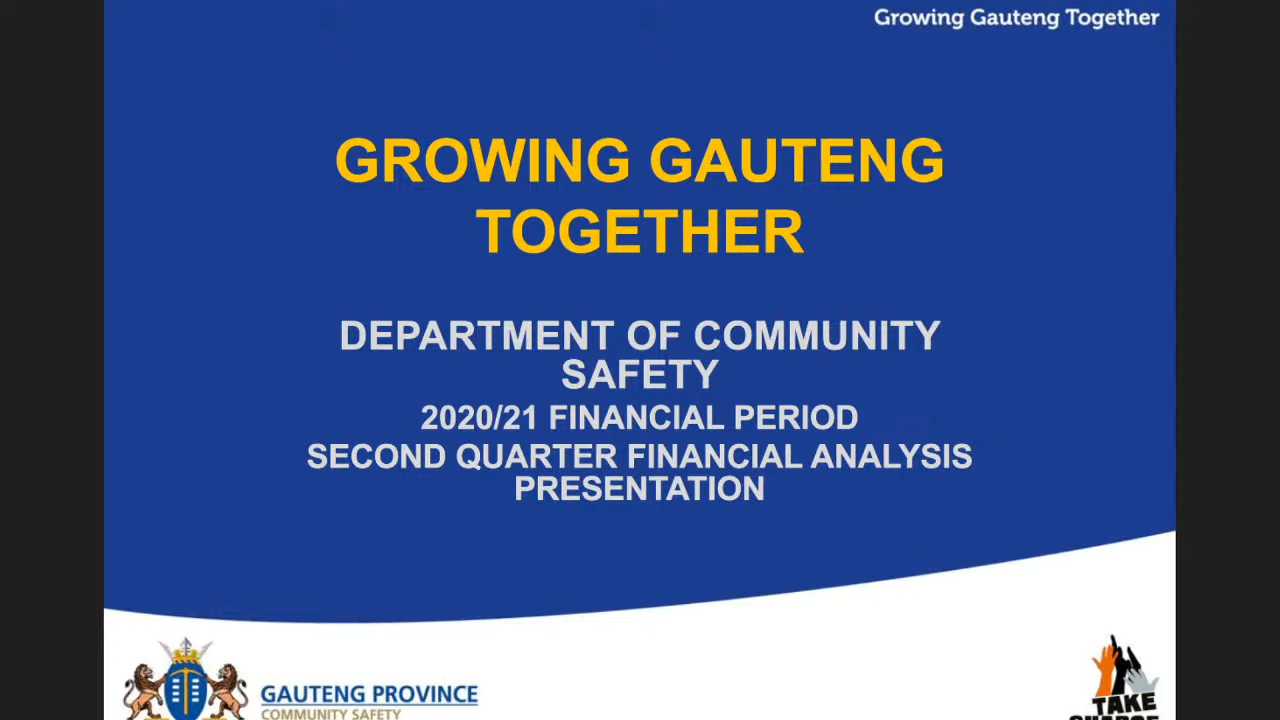 Growing Gauteng Together
GROWING GAUTENG
TOGETHER
DEPARTMENT OF COMMUNITY
SAFETY
2020/21 FINANCIAL PERIOD
SECOND QUARTER FINANCIAL ANALYSIS
PRESENTATION
GAUTENG PROVINCE
COMMUNITY SAFETY
TAKE